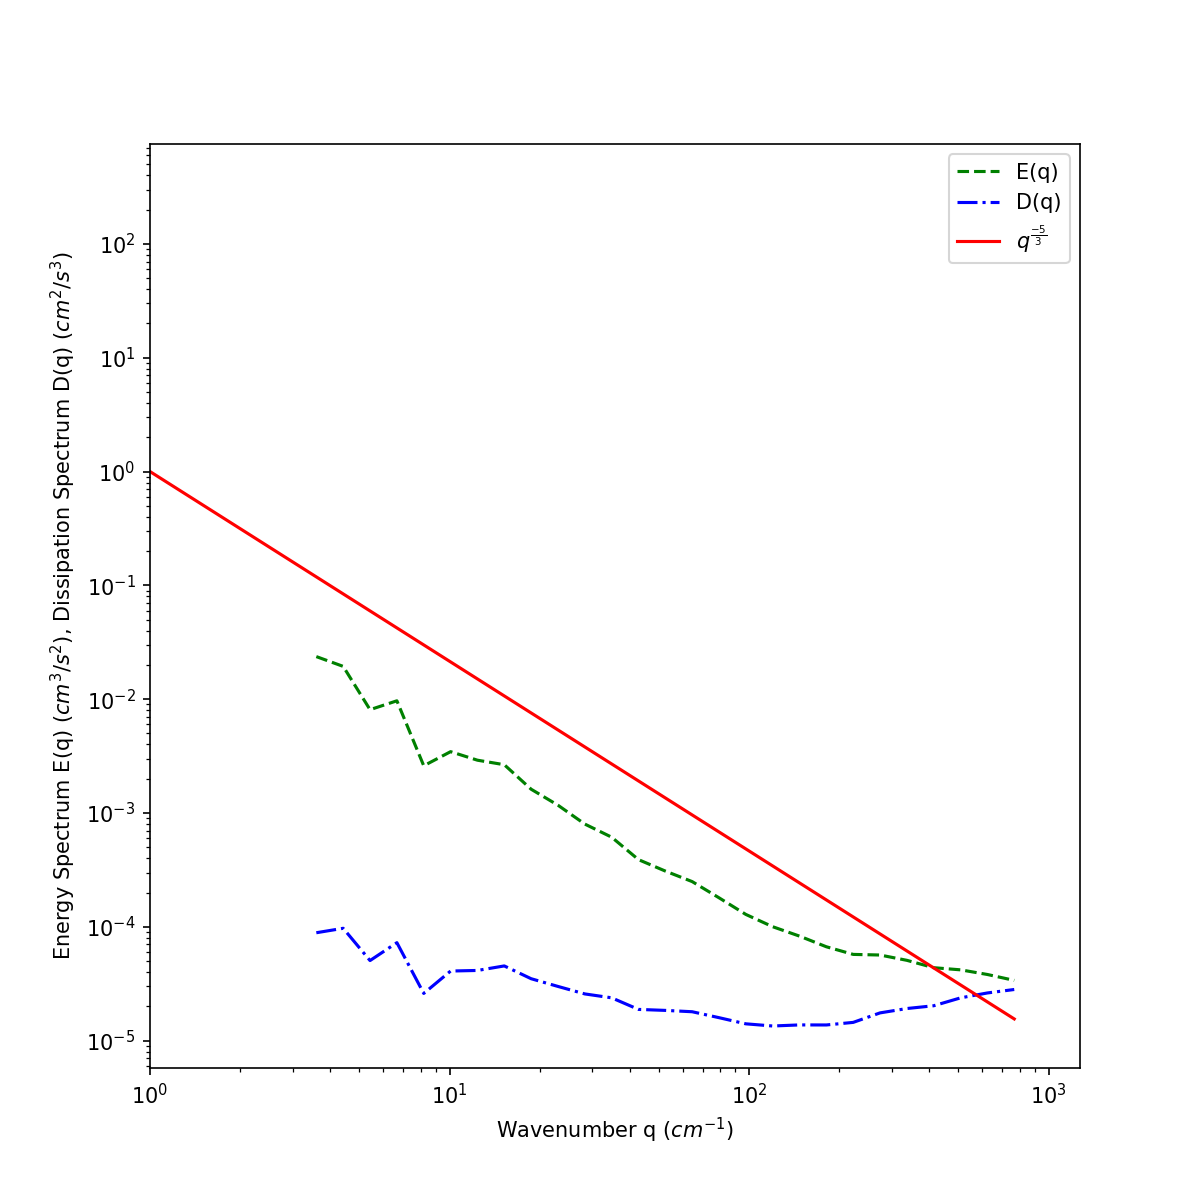 E(q)
D(q)
$q^{\frac{-5}{3}}$
Energy Spectrum E(q) ($cm^3/s^2$), Dissipation Spectrum D(q) ($cm^2/s^3$)
$10^2$
$10^1$
$10^0$
$10^{-1}$
$10^{-2}$
$10^{-3}$
$10^{-4}$
$10^{-5}$
$10^0$ $10^1$ $10^2$ $10^3$
Wavenumber q ($cm^{-1}$)